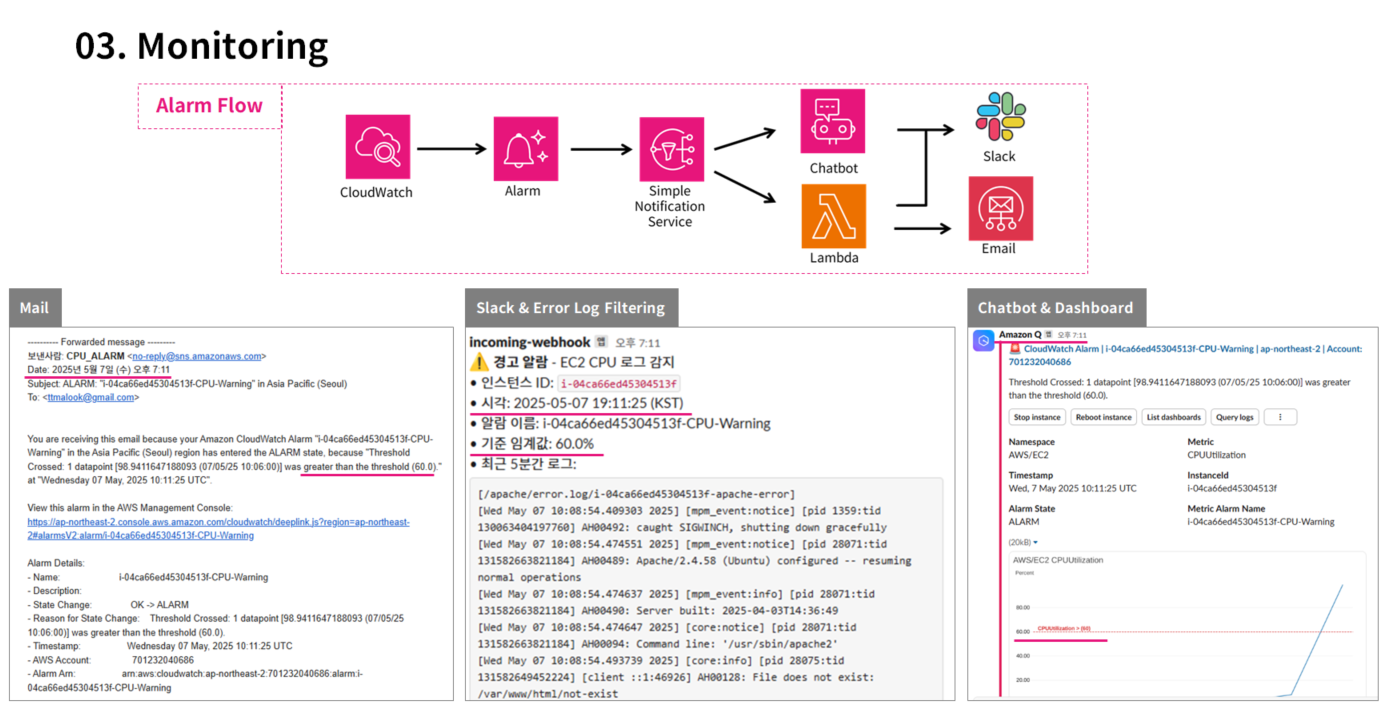 03. Monitoring
Alarm Flow
CloudWatch
Alarm
Simple
Notification
Service
Chatbot
Lambda
Slack
Email
Mail
---------- Forwarded message ----------
보낸사람: CPU_ALARM <no-reply@sns.amazonaws.com>
Date: 2025년 5월 7일 (수) 오후 7:11
Subject: ALARM: "i-04ca66ed45304513f-CPU-Warning" in Asia Pacific (Seoul)
To: <ttmalook@gmail.com>
You are receiving this email because your Amazon CloudWatch Alarm "i-04ca66ed45304513f-CPU-
Warning" in the Asia Pacific (Seoul) region has entered the ALARM state, because "Threshold
Crossed: 1 datapoint [98.9411647188093 (07/05/25 10:06:00)] was greater than the threshold (60.0)."
at "Wednesday 07 May, 2025 10:11:25 UTC".
View this alarm in the AWS Management Console:
https://ap-northeast-2.console.aws.amazon.com/cloudwatch/deeplink.js?region=ap-northeast-
2#alarmsV2:alarm/i-04ca66ed45304513f-CPU-Warning
Alarm Details:
- Name: i-04ca66ed45304513f-CPU-Warning
- Description:
- State Change: OK -> ALARM
- Reason for State Change: Threshold Crossed: 1 datapoint [98.9411647188093 (07/05/25
10:06:00)] was greater than the threshold (60.0).
- Timestamp: Wednesday 07 May, 2025 10:11:25 UTC
- AWS Account: 701232040686
- Alarm Arn: arn:aws:cloudwatch:ap-northeast-2:701232040686:alarm:i-
04ca66ed45304513f-CPU-Warning
Slack & Error Log Filtering
incoming-webhook 앱 오후 7:11
⚠️ 경고 알람 - EC2 CPU 로그 감지
● 인스턴스 ID: i-04ca66ed45304513f
● 시각: 2025-05-07 19:11:25 (KST)
● 알람 이름: i-04ca66ed45304513f-CPU-Warning
● 기준 임계값: 60.0%
● 최근 5분간 로그:
[/apache/error.log/i-04ca66ed45304513f-apache-error]
[Wed May 07 10:08:54.409303 2025] [mpm_event:notice] [pid 1359:tid
130063404197760] AH00492: caught SIGWINCH, shutting down gracefully
[Wed May 07 10:08:54.474551 2025] [mpm_event:notice] [pid 28071:tid
131582663821184] AH00489: Apache/2.4.58 (Ubuntu) configured -- resuming
normal operations
[Wed May 07 10:08:54.474637 2025] [mpm_event:info] [pid 28071:tid
131582663821184] AH00490: Server built: 2025-04-03T14:36:49
[Wed May 07 10:08:54.474647 2025] [core:notice] [pid 28071:tid
131582663821184] AH00094: Command line: '/usr/sbin/apache2'
[Wed May 07 10:08:54.493739 2025] [core:info] [pid 28075:tid
131582649452224] [client ::1:46926] AH00128: File does not exist:
/var/www/html/not-exist
Chatbot & Dashboard
Amazon Q 앱 오후 7:11
🚨 CloudWatch Alarm | i-04ca66ed45304513f-CPU-Warning | ap-northeast-2 | Account:
701232040686
Threshold Crossed: 1 datapoint [98.9411647188093 (07/05/25 10:06:00)] was greater
than the threshold (60.0).
Stop instance Reboot instance List dashboards Query logs
Namespace Metric
AWS/EC2 CPUUtilization
Timestamp InstanceId
Wed, 7 May 2025 10:11:25 UTC i-04ca66ed45304513f
Alarm State Metric Alarm Name
ALARM i-04ca66ed45304513f-CPU-Warning
(20kB)
AWS/EC2 CPUUtilization
Percent
80.00
60.00 CPUUtilization > (60)
40.00
20.00